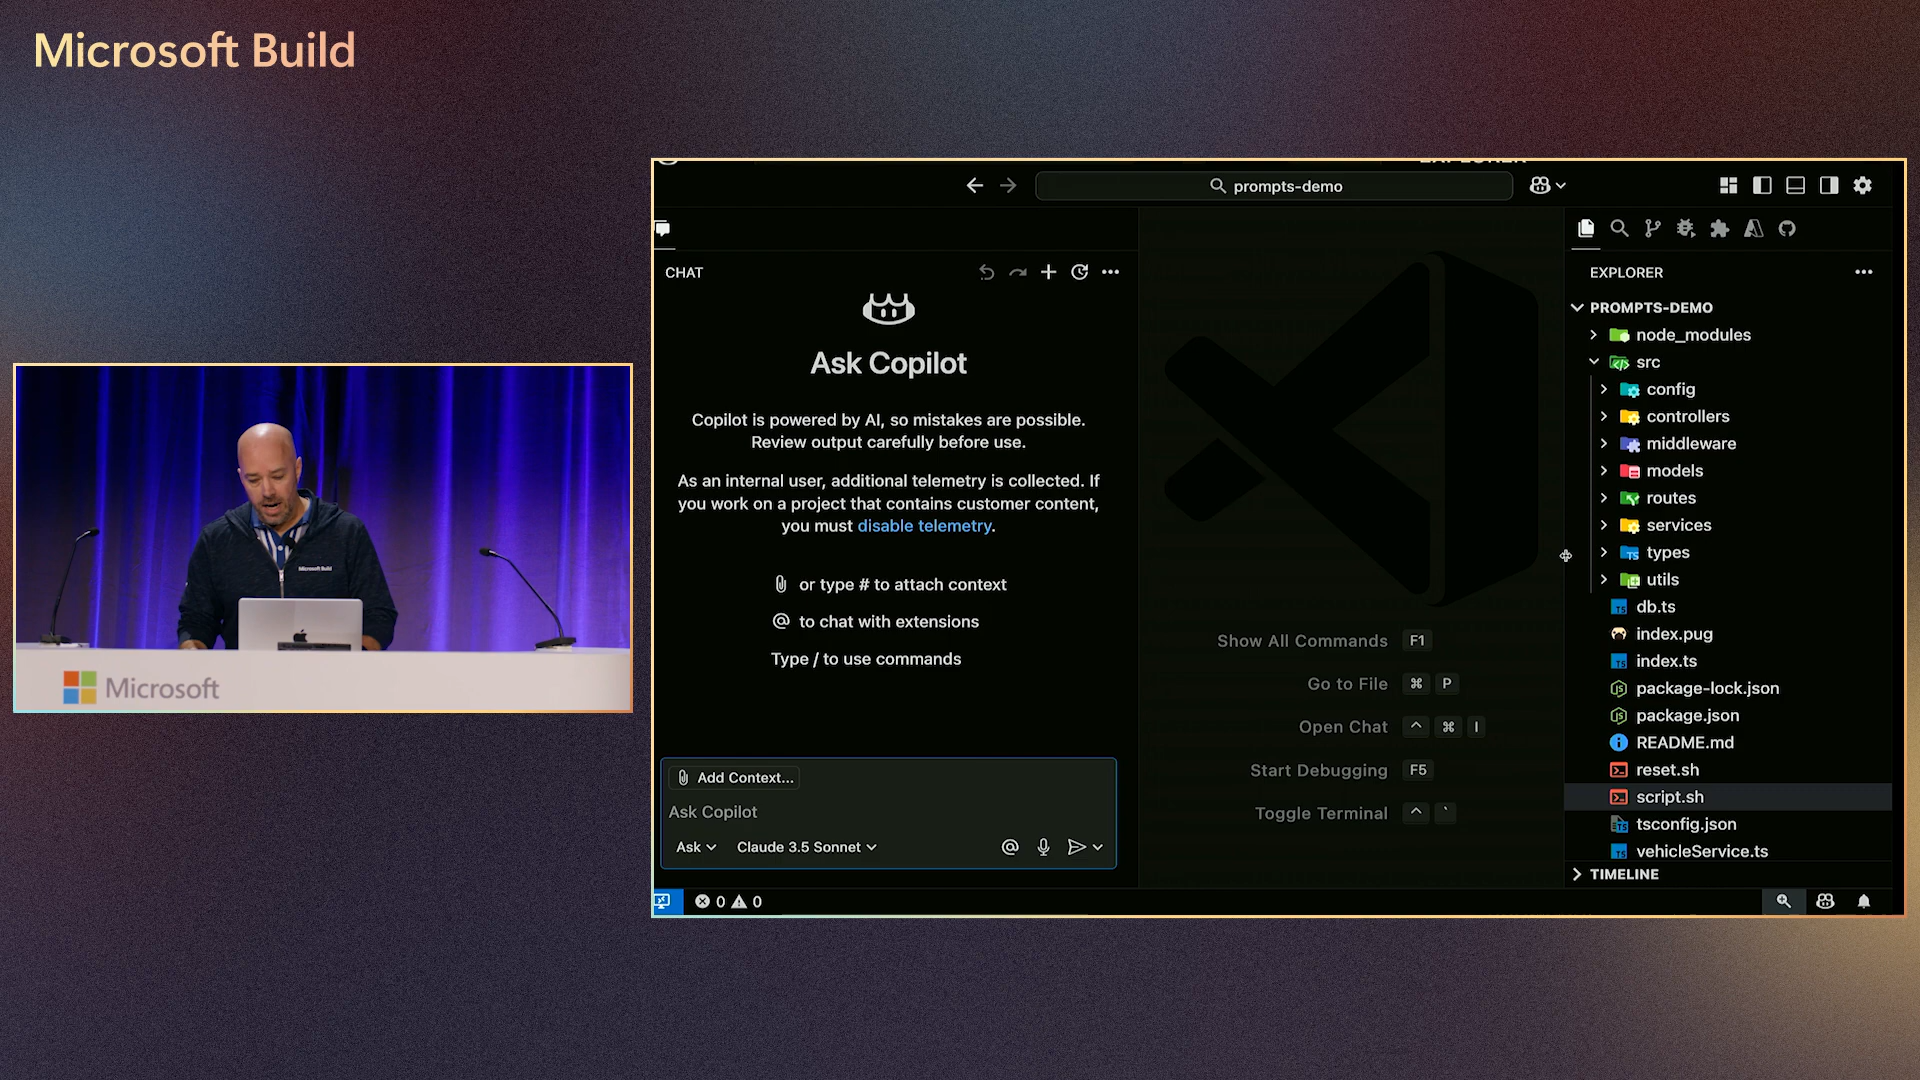 Microsoft Build
prompts-demo
CHAT
Ask Copilot
Copilot is powered by AI, so mistakes are possible.
Review output carefully before use.
As an internal user, additional telemetry is collected. If
you work on a project that contains customer content,
you must disable telemetry.
or type # to attach context
@ to chat with extensions
Type / to use commands
Add Context...
Ask Copilot
Ask
Claude 3.5 Sonnet
Show All Commands F1
Go to File ⌘ P
Open Chat ^ ⌘ I
Start Debugging F5
Toggle Terminal ^ `
EXPLORER
PROMPTS-DEMO
node_modules
src
config
controllers
middleware
models
routes
services
types
utils
db.ts
index.pug
index.ts
package-lock.json
package.json
README.md
reset.sh
script.sh
tsconfig.json
vehicleService.ts
TIMELINE
0 0
Microsoft Build
Microsoft